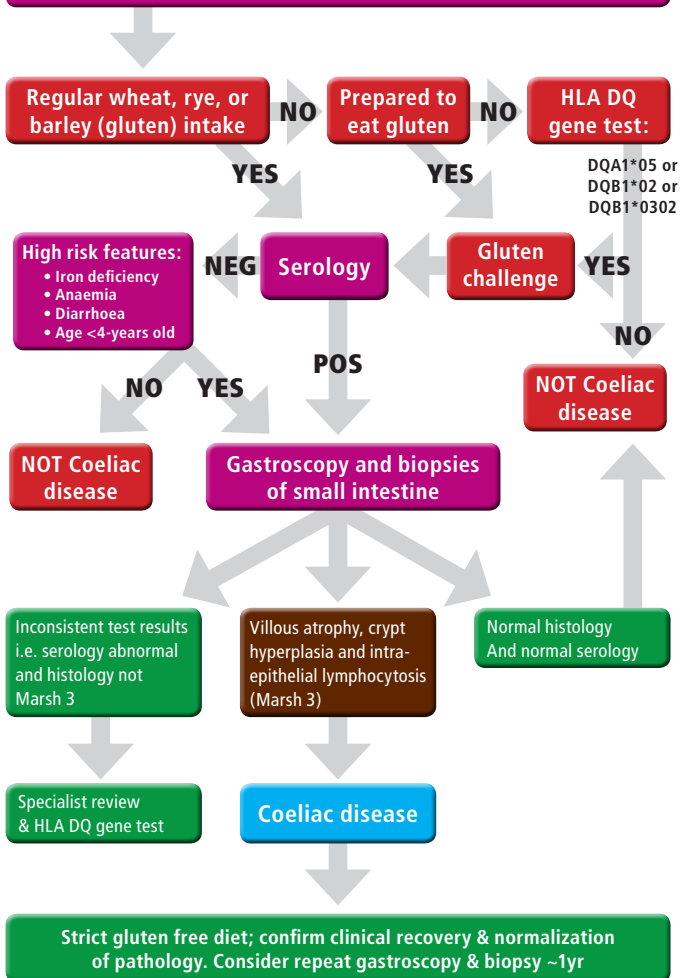 Regular wheat, rye, or
barley (gluten) intake
NO
Prepared to
eat gluten
NO
HLA DQ
gene test:
YES
YES
DQA1*05 or
DQB1*02 or
DQB1*0302
High risk features:
• Iron deficiency
• Anaemia
• Diarrhoea
• Age <4-years old
NEG
Serology
Gluten
challenge
YES
NO
POS
NO
YES
NOT Coeliac
disease
NOT Coeliac
disease
Gastroscopy and biopsies
of small intestine
Inconsistent test results
i.e. serology abnormal
and histology not
Marsh 3
Villous atrophy, crypt
hyperplasia and intra-
epithelial lymphocytosis
(Marsh 3)
Normal histology
And normal serology
Specialist review
& HLA DQ gene test
Coeliac disease
Strict gluten free diet; confirm clinical recovery & normalization
of pathology. Consider repeat gastroscopy & biopsy ~1yr